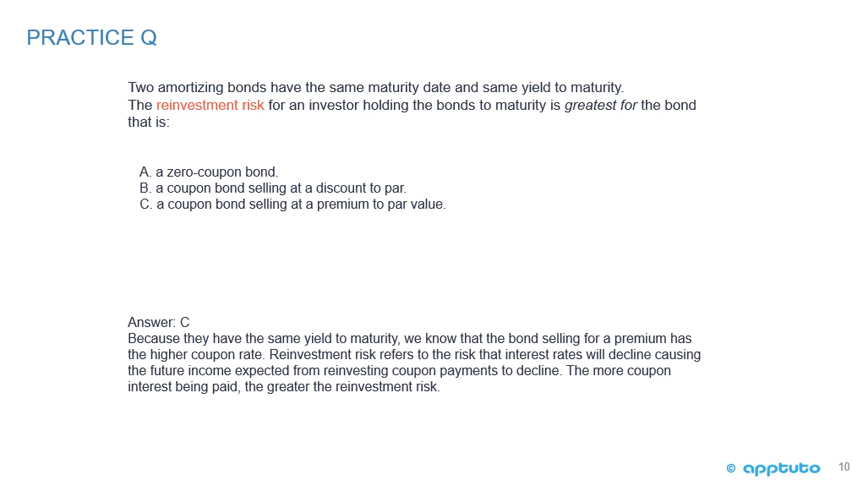 PRACTICE Q
Two amortizing bonds have the same maturity date and same yield to maturity.
The reinvestment risk for an investor holding the bonds to maturity is greatest for the bond
that is:
A. a zero-coupon bond.
B. a coupon bond selling at a discount to par.
C. a coupon bond selling at a premium to par value.
Answer: C
Because they have the same yield to maturity, we know that the bond selling for a premium has
the higher coupon rate. Reinvestment risk refers to the risk that interest rates will decline causing
the future income expected from reinvesting coupon payments to decline. The more coupon
interest being paid, the greater the reinvestment risk.
© apptuto 10